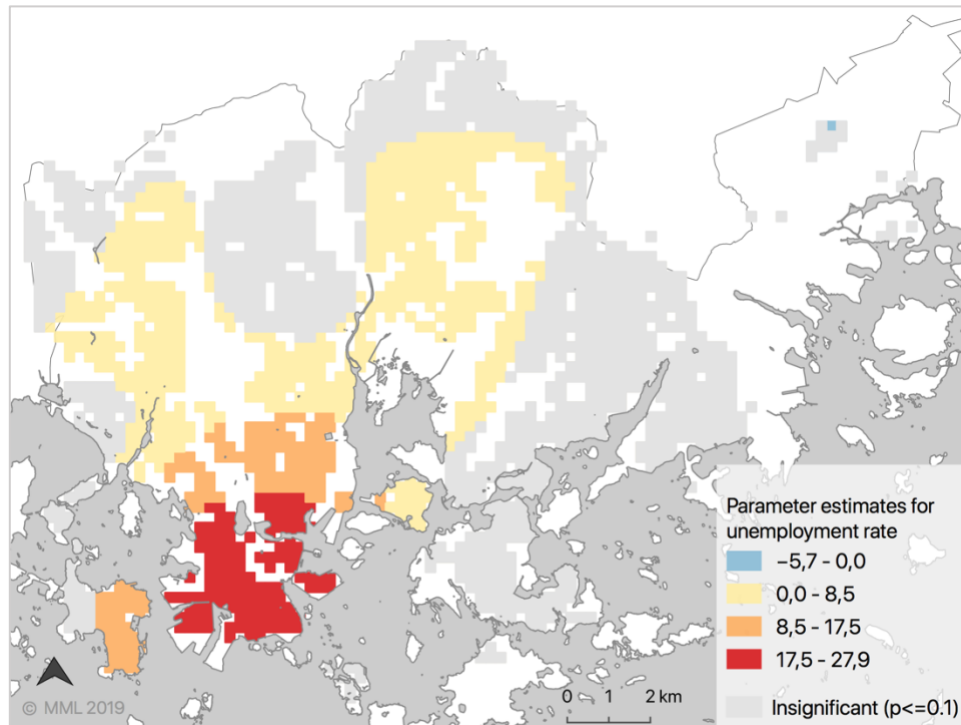 Parameter estimates for
unemployment rate
−5,7 - 0,0
0,0 - 8,5
8,5 - 17,5
17,5 - 27,9
Insignificant (p<=0.1)
0 1 2 km
© MML 2019